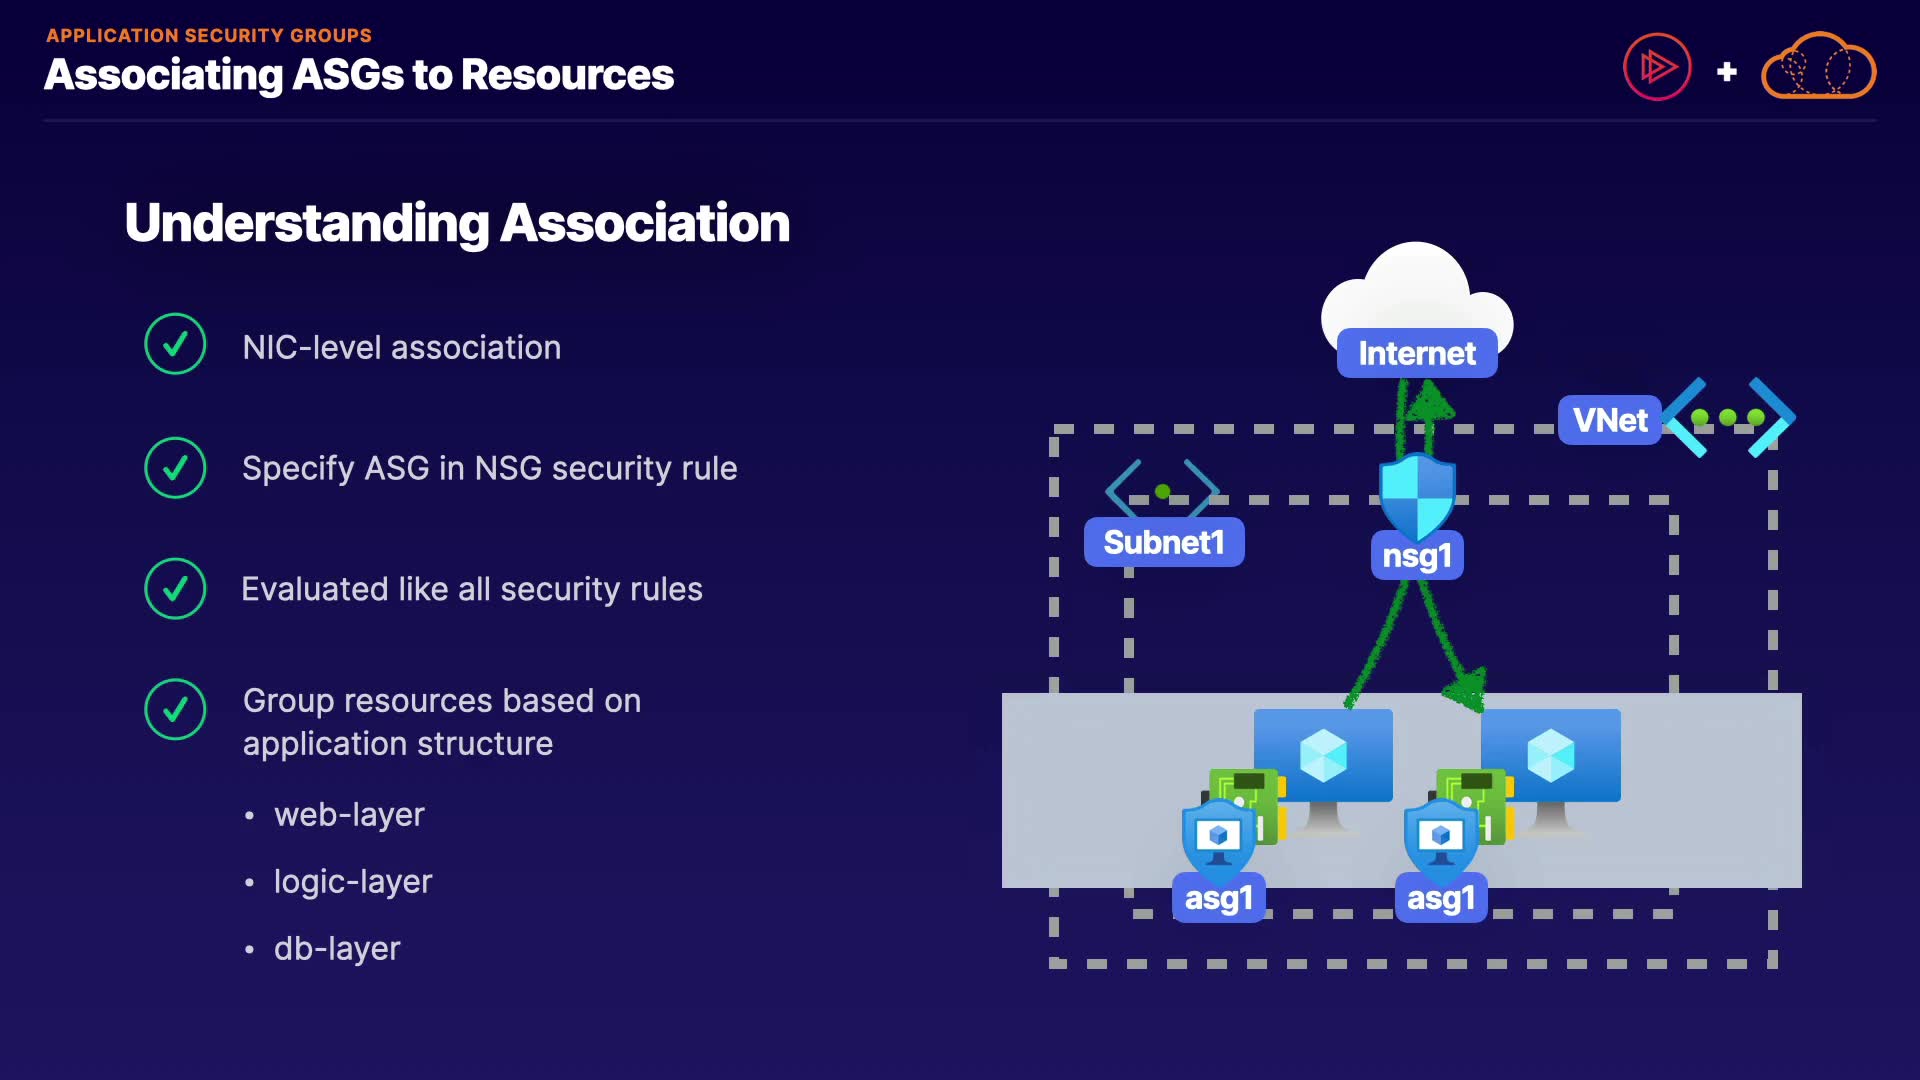 APPLICATION SECURITY GROUPS
Associating ASGs to Resources
Understanding Association
NIC-level association
Specify ASG in NSG security rule
Evaluated like all security rules
Group resources based on
application structure
• web-layer
• logic-layer
• db-layer
Internet
VNet
Subnet1
nsg1
asg1
asg1